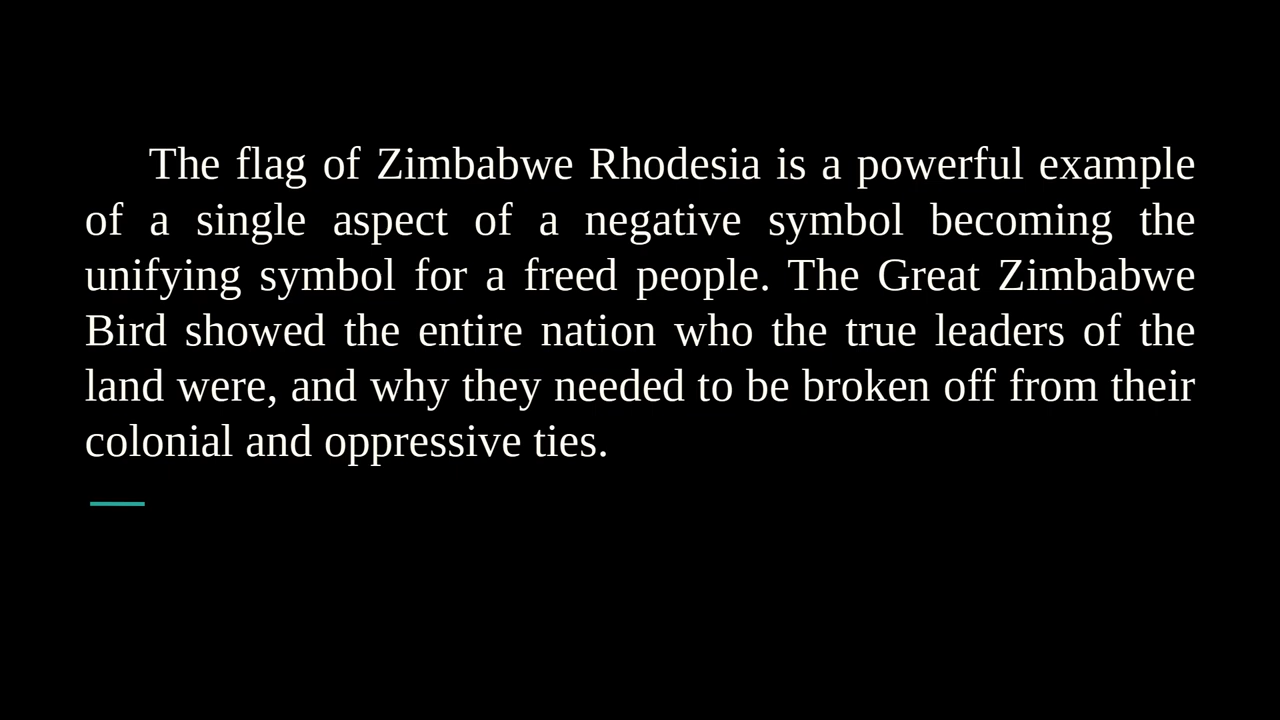 The flag of Zimbabwe Rhodesia is a powerful example
of a single aspect of a negative symbol becoming the
unifying symbol for a freed people. The Great Zimbabwe
Bird showed the entire nation who the true leaders of the
land were, and why they needed to be broken off from their
colonial and oppressive ties.